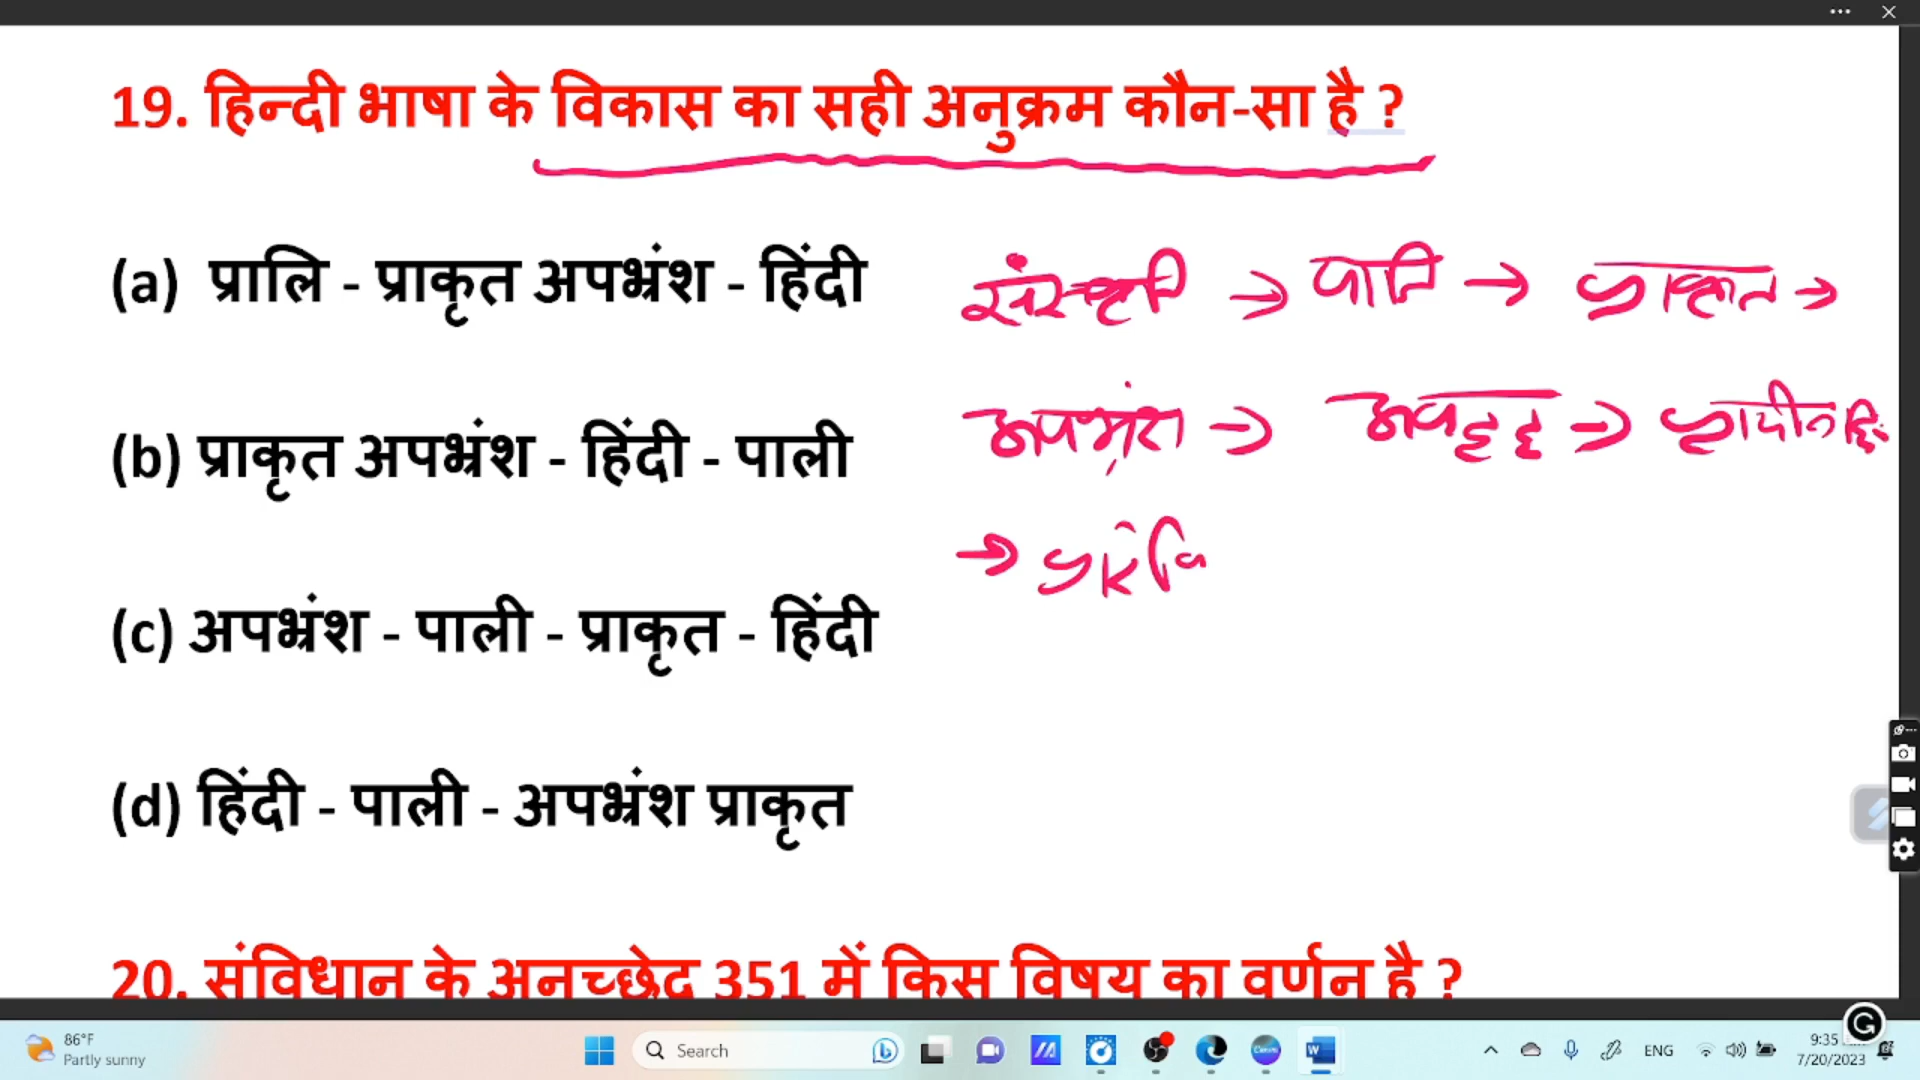 19. हिन्दी भाषा के विकास का सही अनुक्रम कौन-सा है ?
(a) प्रालि - प्राकृत अपभ्रंश - हिंदी
पालि → प्राकृत →
(b) प्राकृत अपभ्रंश - हिंदी - पाली
अपभ्रंश → अवहट्ट → प्राचीन हि
(c) अपभ्रंश - पाली - प्राकृत - हिंदी
(d) हिंदी - पाली - अपभ्रंश प्राकृत
20. संविधान के अनच्छेद 351 में किस विषय का वर्णन है ?
86°F
Partly sunny
Search
ENG
9:35
7/20/2023